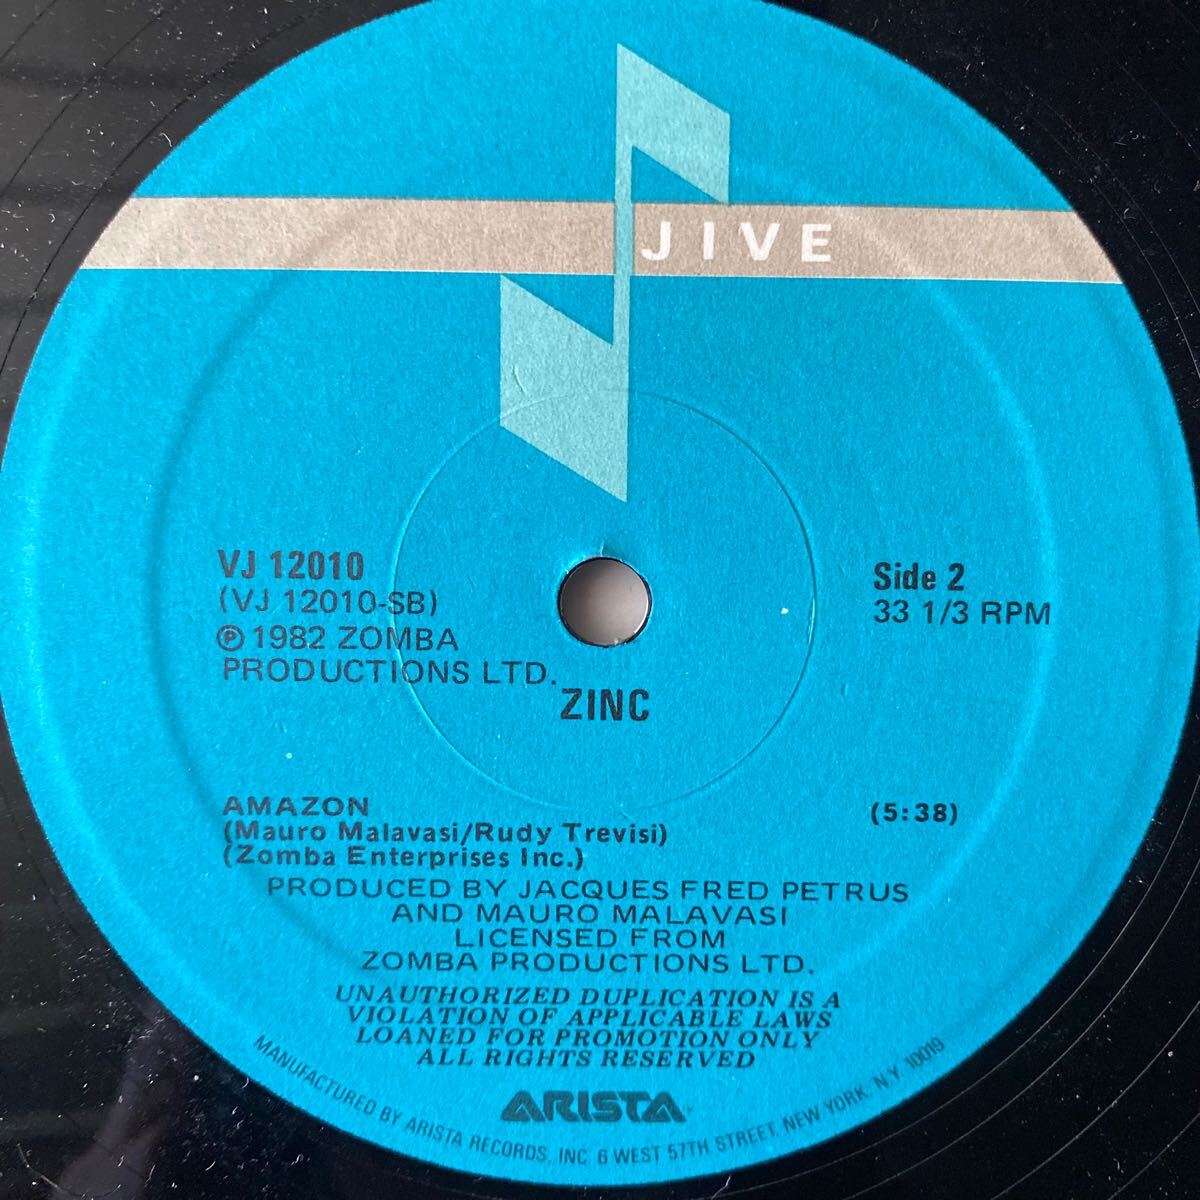 JIVE
VJ 12010
(VJ 12010-SB)
Ⓟ 1982 ZOMBA
PRODUCTIONS LTD.
Side 2
33 1/3 RPM
ZINC
AMAZON (5:38)
(Mauro Malavasi/Rudy Trevisi)
(Zomba Enterprises Inc.)
PRODUCED BY JACQUES FRED PETRUS
AND MAURO MALAVASI
LICENSED FROM
ZOMBA PRODUCTIONS LTD.
UNAUTHORIZED DUPLICATION IS A
VIOLATION OF APPLICABLE LAWS
LOANED FOR PROMOTION ONLY
ALL RIGHTS RESERVED
ARISTA™
MANUFACTURED BY ARISTA RECORDS, INC 6 WEST 57TH STREET, NEW YORK, N.Y. 10019